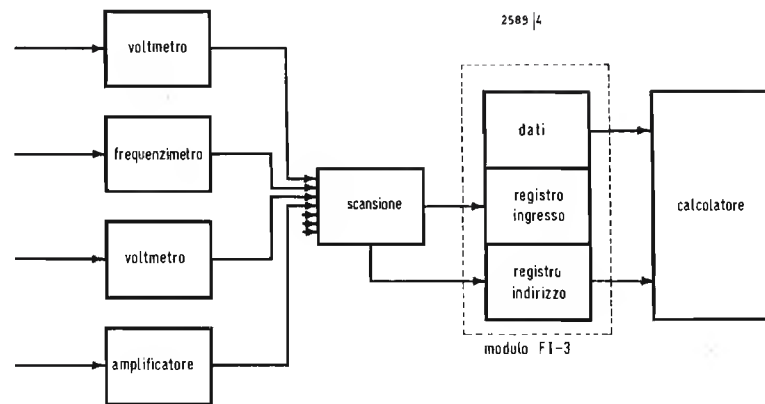 2589|4
voltmetro
frequenzimetro
voltmetro
amplificatore
scansione
dati
registro
ingresso
registro
indirizzo
calcolatore
modulo FI-3